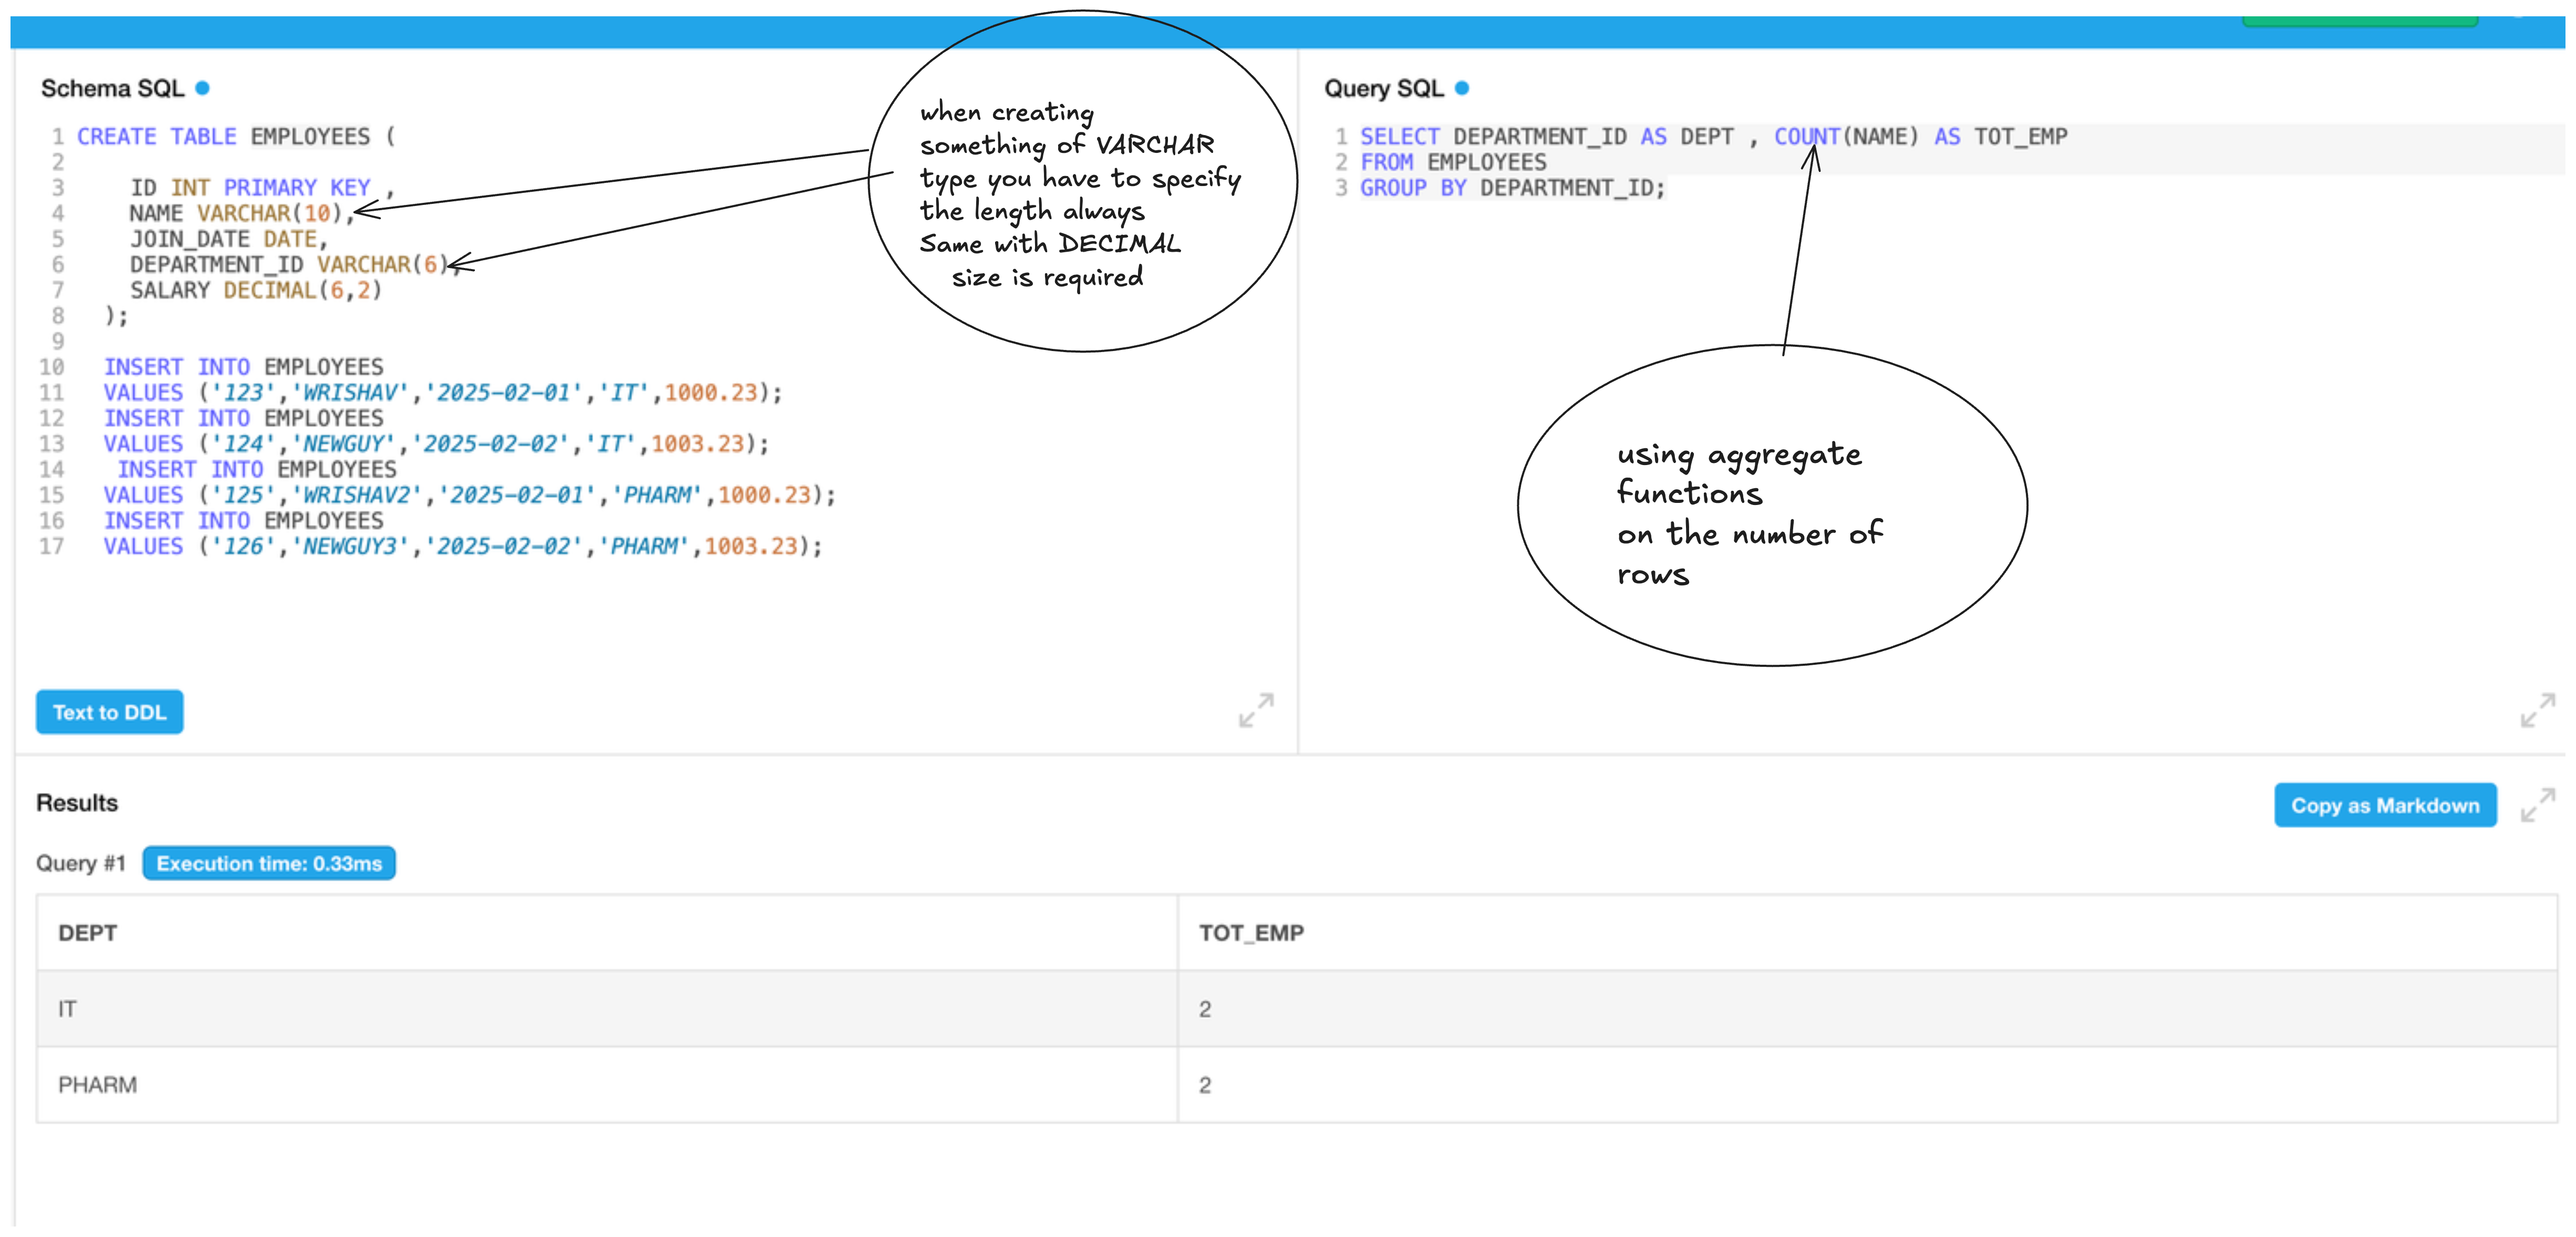 Schema SQL
1 CREATE TABLE EMPLOYEES (
2
3 ID INT PRIMARY KEY ,
4 NAME VARCHAR(10),
5 JOIN_DATE DATE,
6 DEPARTMENT_ID VARCHAR(6),
7 SALARY DECIMAL(6,2)
8 );
9
10 INSERT INTO EMPLOYEES
11 VALUES ('123','WRISHAV','2025-02-01','IT',1000.23);
12 INSERT INTO EMPLOYEES
13 VALUES ('124','NEWGUY','2025-02-02','IT',1003.23);
14 INSERT INTO EMPLOYEES
15 VALUES ('125','WRISHAV2','2025-02-01','PHARM',1000.23);
16 INSERT INTO EMPLOYEES
17 VALUES ('126','NEWGUY3','2025-02-02','PHARM',1003.23);
when creating
something of VARCHAR
type you have to specify
the length always
Same with DECIMAL
size is required
Text to DDL
Query SQL
1 SELECT DEPARTMENT_ID AS DEPT , COUNT(NAME) AS TOT_EMP
2 FROM EMPLOYEES
3 GROUP BY DEPARTMENT_ID;
using aggregate
functions
on the number of
rows
Results
Copy as Markdown
Query #1 Execution time: 0.33ms
DEPT TOT_EMP
IT 2
PHARM 2